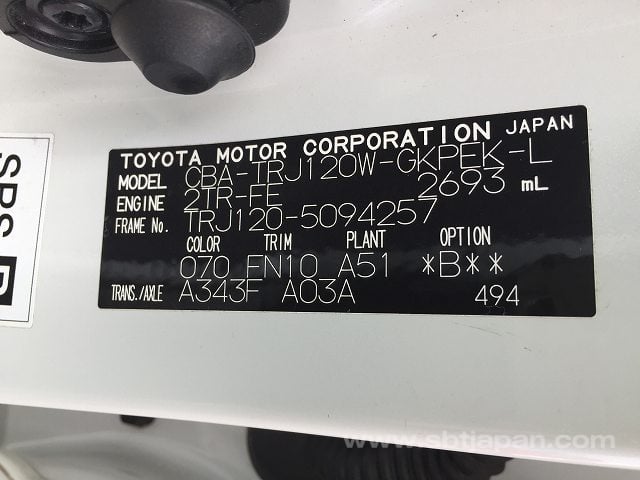 TOYOTA MOTOR CORPORATION JAPAN
MODEL CBA-TRJ120W-GKPEK-L
ENGINE 2TR-FE 2693 mL
FRAME No. TRJ120-5094257
COLOR TRIM PLANT OPTION
070 FN10 A51 *B**
TRANS./AXLE A343F A03A 494
SRS
www.sbtjapan.com